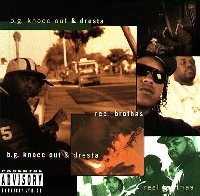 b.g. knocc out & dresta
real brothas
b.g. knocc out & dresta
PARENTAL
ADVISORY
EXPLICIT LYRICS
real brothas